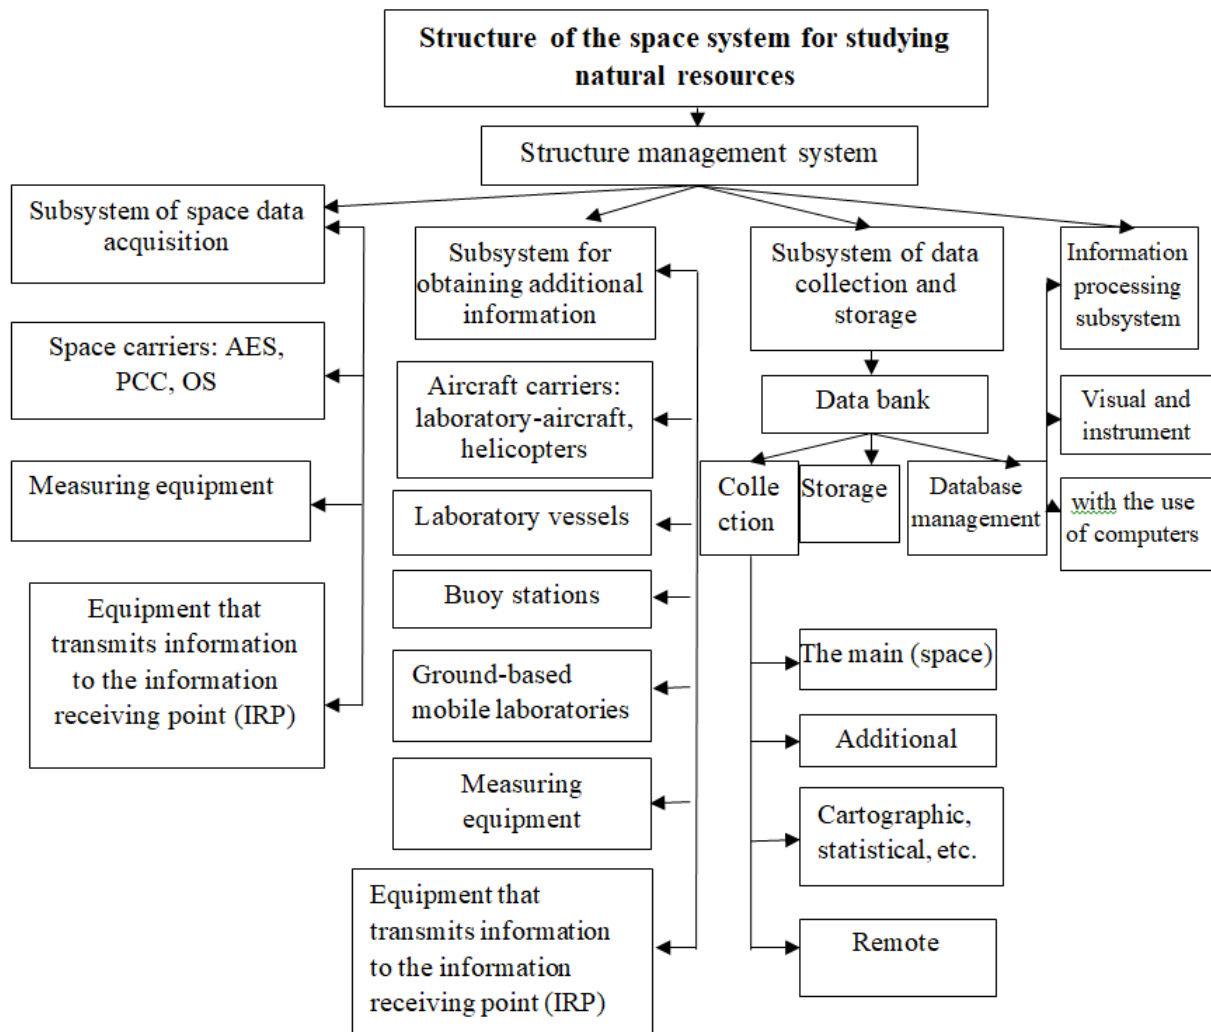 Structure of the space system for studying
natural resources
Structure management system
Subsystem of space data
acquisition
Space carriers: AES,
PCC, OS
Measuring equipment
Equipment that
transmits information
to the information
receiving point (IRP)
Subsystem for
obtaining additional
information
Aircraft carriers:
laboratory-aircraft,
helicopters
Laboratory vessels
Buoy stations
Ground-based
mobile laboratories
Measuring
equipment
Equipment that
transmits information
to the information
receiving point (IRP)
Subsystem of data
collection and
storage
Data bank
Colle
ction
Storage
Database
management
The main (space)
Additional
Cartographic,
statistical, etc.
Remote
Information
processing
subsystem
Visual and
instrument
with the use
of computers